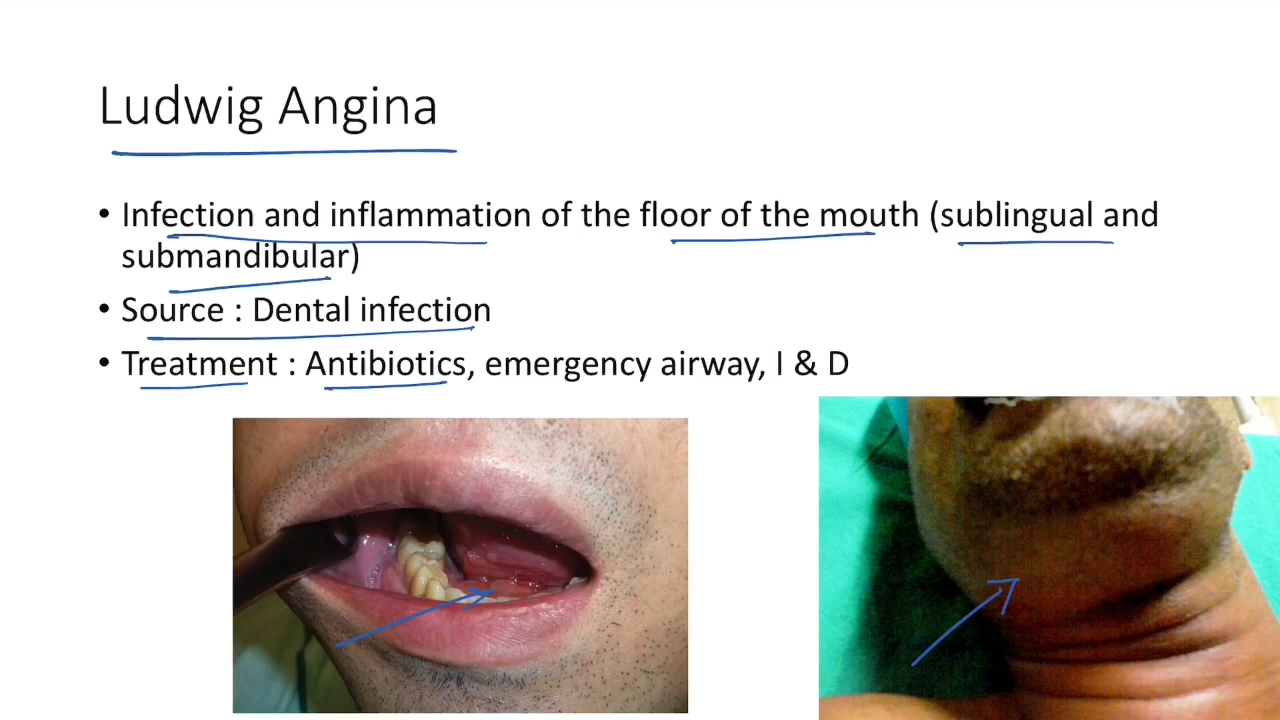 Ludwig Angina
• Infection and inflammation of the floor of the mouth (sublingual and
submandibular)
• Source : Dental infection
• Treatment : Antibiotics, emergency airway, I & D